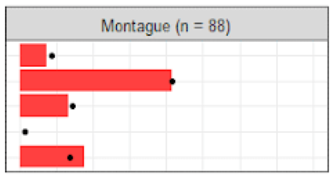 Montague (n = 88)